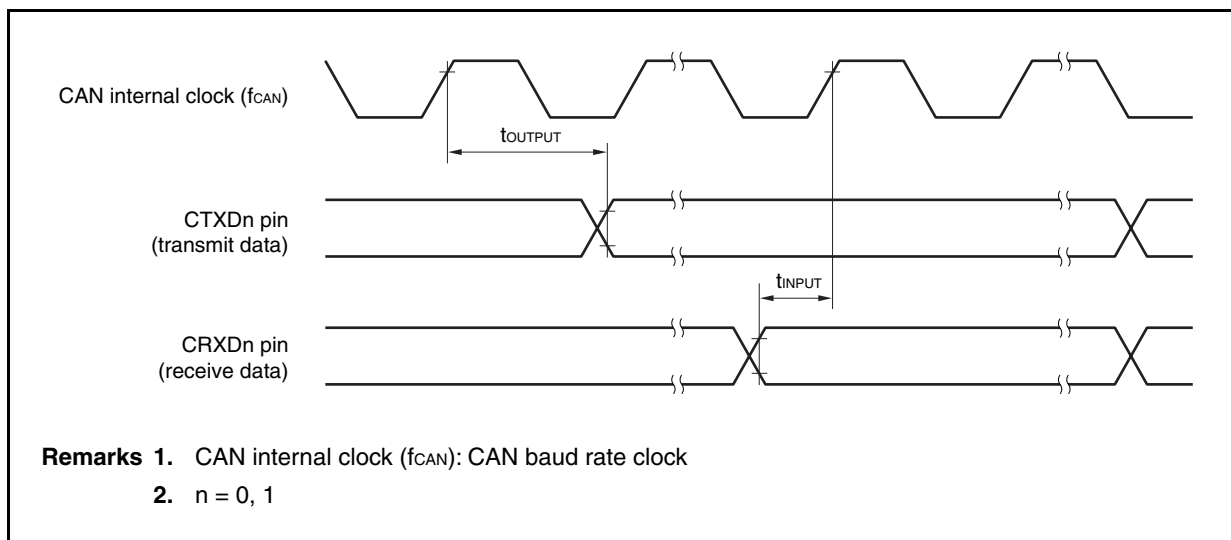 CAN internal clock (fCAN)
tOUTPUT
CTXDn pin
(transmit data)
tINPUT
CRXDn pin
(receive data)
Remarks 1. CAN internal clock (fCAN): CAN baud rate clock
2. n = 0, 1